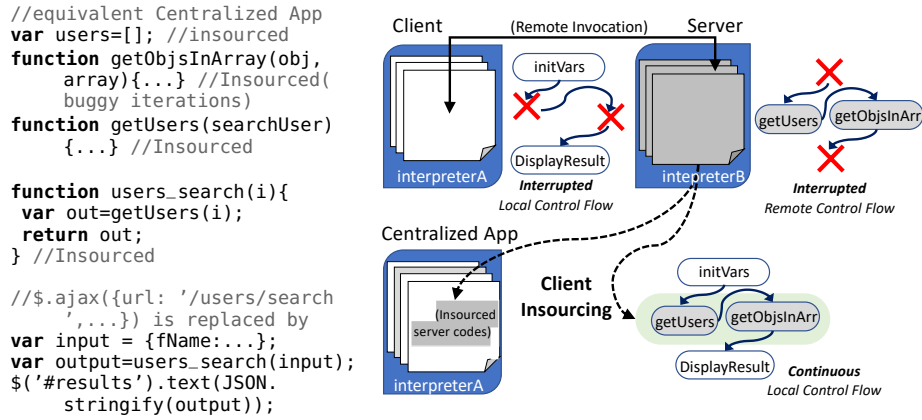 //equivalent Centralized App
var users=[]; //insourced
function getObjsInArray(obj,
array){...} //Insourced(
buggy iterations)
function getUsers(searchUser)
{...} //Insourced
function users_search(i){
var out=getUsers(i);
return out;
} //Insourced
//$.ajax({url: ’/users/search
’,...}) is replaced by
var input = {fName:...};
var output=users_search(input);
$(’#results’).text(JSON.
stringify(output));
Client
(Remote Invocation)
Server
initVars
DisplayResult
interpreterA
Interrupted
Local Control Flow
intepreterB
getUsers
getObjsInArr
Interrupted
Remote Control Flow
Centralized App
(Insourced
server codes)
interpreterA
Client
Insourcing
initVars
getUsers
getObjsInArr
DisplayResult
Continuous
Local Control Flow